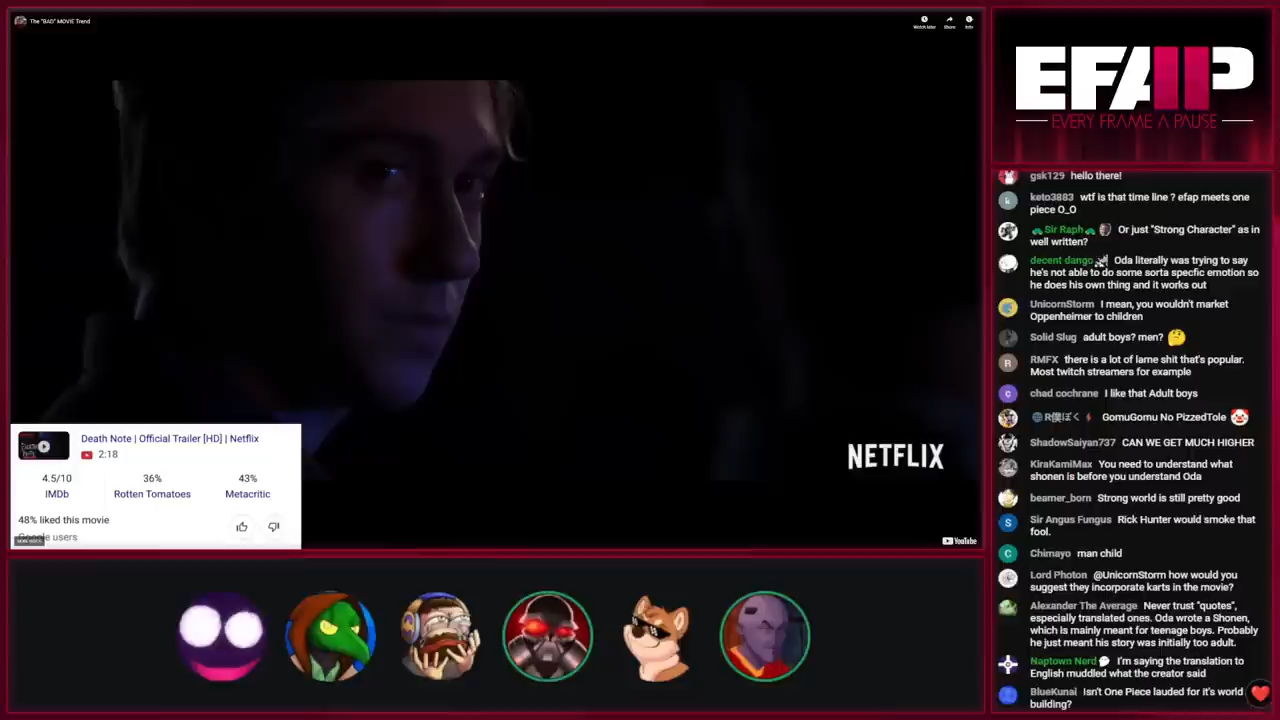 The "BAD" MOVIE Trend
Watch later
Share
Info
NETFLIX
Death Note | Official Trailer [HD] | Netflix
2:18
4.5/10
36%
43%
IMDb
Rotten Tomatoes
Metacritic
48% liked this movie
Google users
YouTube
EFAP
EVERY FRAME A PAUSE
gsk129 hello there!
keto3883 wtf is that time line ? efap meets one
piece O_O
Sir Raph Or just "Strong Character" as in
well written?
decent dango Oda literally was trying to say
he's not able to do some sorta specfic emotion so
he does his own thing and it works out
UnicornStorm I mean, you wouldn't market
Oppenheimer to children
Solid Slug adult boys? men? 🤔
RMFX there is a lot of lame shit that's popular.
Most twitch streamers for example
chad cochrane I like that Adult boys
R僕ぼく GomuGomu No PizzedTole 🤡
ShadowSaiyan737 CAN WE GET MUCH HIGHER
KiraKamiMax You need to understand what
shonen is before you understand Oda
beamer_born Strong world is still pretty good
Sir Angus Fungus Rick Hunter would smoke that
fool.
Chimayo man child
Lord Photon @UnicornStorm how would you
suggest they incorporate karts in the movie?
Alexander The Average Never trust "quotes",
especially translated ones. Oda wrote a Shonen,
which is mainly meant for teenage boys. Probably
he just meant his story was initially too adult.
Naptown Nerd I'm saying the translation to
English muddled what the creator said
BlueKunai Isn't One Piece lauded for it's world
building?